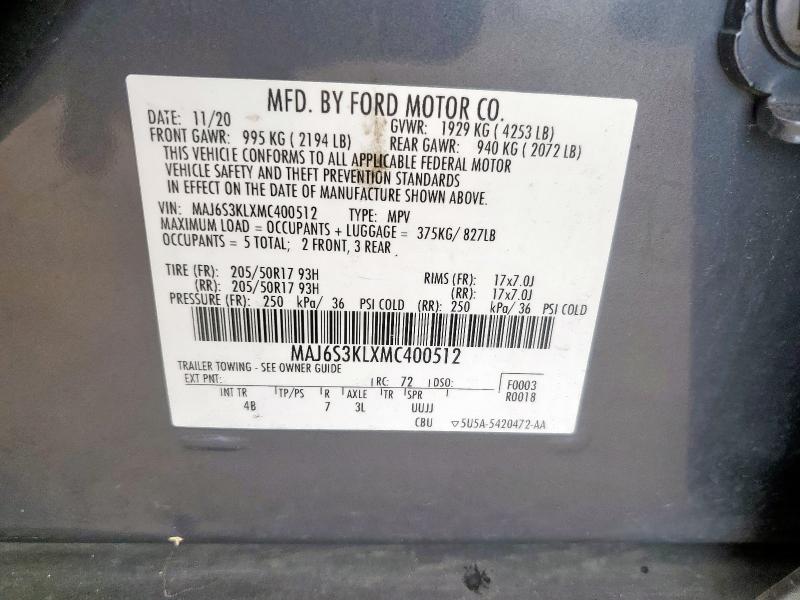 MFD. BY FORD MOTOR CO.
DATE: 11/20 GVWR: 1929 KG ( 4253 LB)
FRONT GAWR: 995 KG ( 2194 LB) REAR GAWR: 940 KG ( 2072 LB)
THIS VEHICLE CONFORMS TO ALL APPLICABLE FEDERAL MOTOR
VEHICLE SAFETY AND THEFT PREVENTION STANDARDS
IN EFFECT ON THE DATE OF MANUFACTURE SHOWN ABOVE.
VIN: MAJ6S3KLXMC400512 TYPE: MPV
MAXIMUM LOAD = OCCUPANTS + LUGGAGE = 375KG/ 827LB
OCCUPANTS = 5 TOTAL; 2 FRONT, 3 REAR
TIRE (FR): 205/50R17 93H RIMS (FR): 17x7.0J
(RR): 205/50R17 93H (RR): 17x7.0J
PRESSURE (FR): 250 kPa/ 36 PSI COLD (RR): 250 kPa/ 36 PSI COLD
MAJ6S3KLXMC400512
TRAILER TOWING - SEE OWNER GUIDE
EXT PNT: RC: 72 DSO: F0003
INT TR TP/PS R AXLE TR SPR R0018
4B 7 3L UUJJ
CBU ▽5U5A-5420472-AA